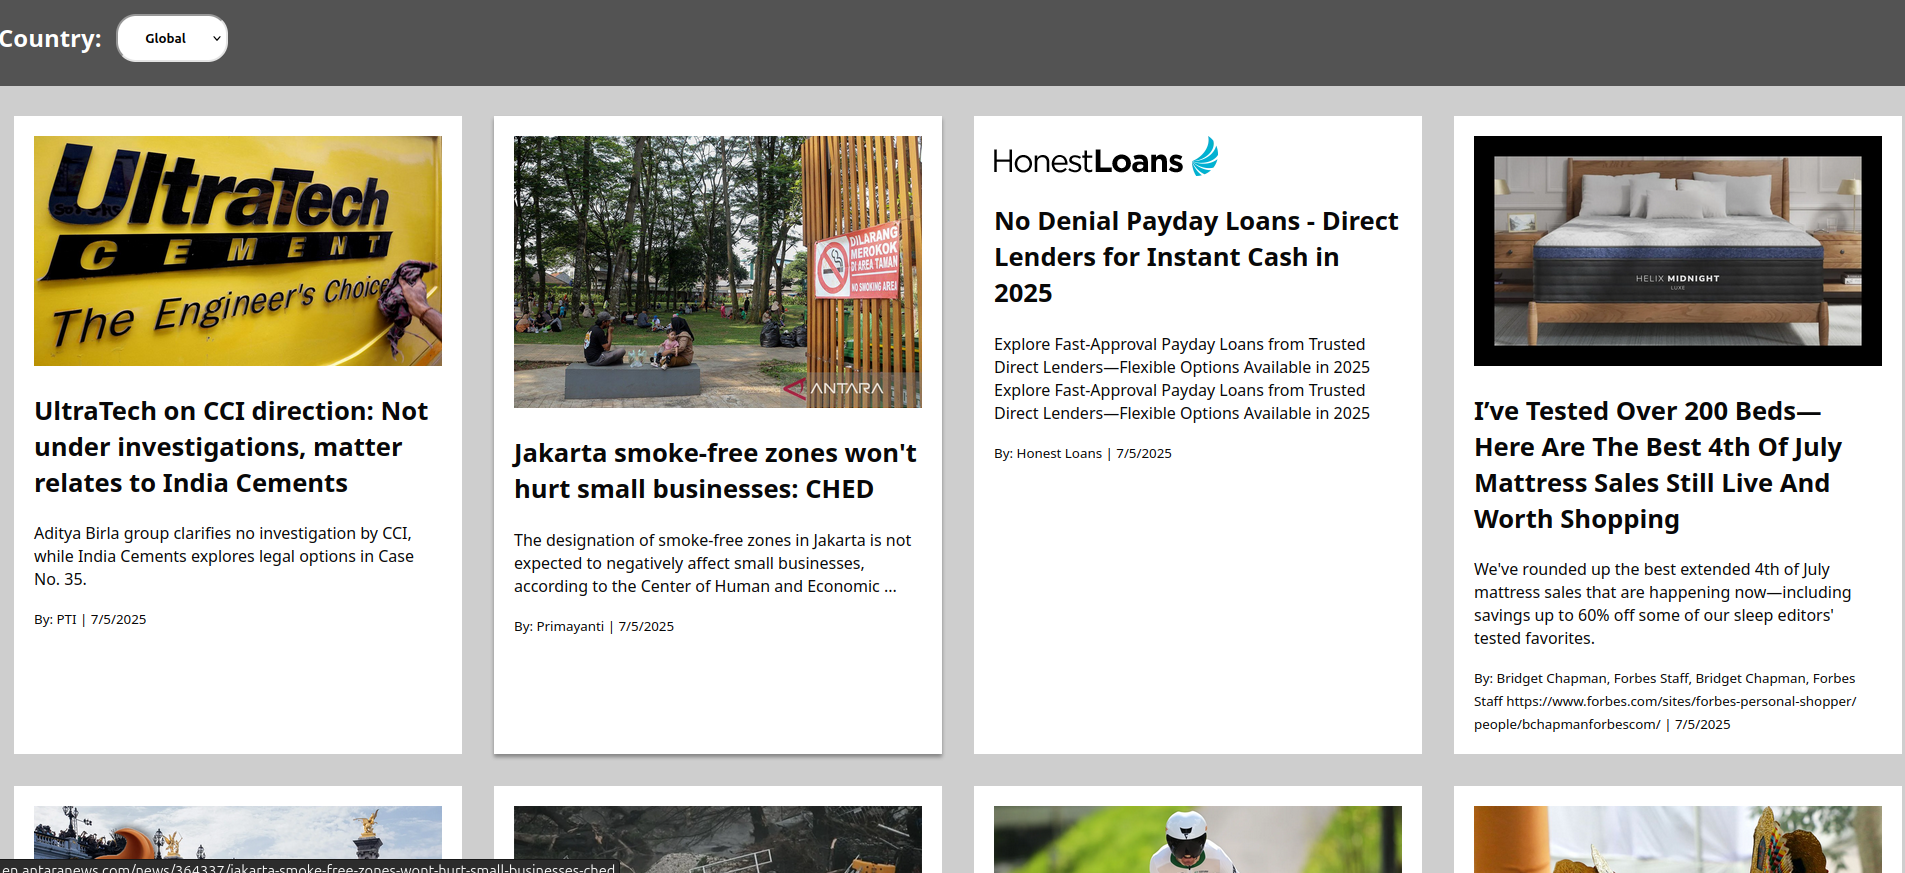 Country:
Global
UltraTech
CEMENT
The Engineer's Choice
UltraTech on CCI direction: Not
under investigations, matter
relates to India Cements
Aditya Birla group clarifies no investigation by CCI,
while India Cements explores legal options in Case
No. 35.
By: PTI | 7/5/2025
DILARANG
MEROKOK
DI AREA TAMAN
NO SMOKING AREA
ANTARA
Jakarta smoke-free zones won't
hurt small businesses: CHED
The designation of smoke-free zones in Jakarta is not
expected to negatively affect small businesses,
according to the Center of Human and Economic ...
By: Primayanti | 7/5/2025
HonestLoans
No Denial Payday Loans - Direct
Lenders for Instant Cash in
2025
Explore Fast-Approval Payday Loans from Trusted
Direct Lenders—Flexible Options Available in 2025
Explore Fast-Approval Payday Loans from Trusted
Direct Lenders—Flexible Options Available in 2025
By: Honest Loans | 7/5/2025
HELIX MIDNIGHT
LUXE
I’ve Tested Over 200 Beds—
Here Are The Best 4th Of July
Mattress Sales Still Live And
Worth Shopping
We've rounded up the best extended 4th of July
mattress sales that are happening now—including
savings up to 60% off some of our sleep editors'
tested favorites.
By: Bridget Chapman, Forbes Staff, Bridget Chapman, Forbes
Staff https://www.forbes.com/sites/forbes-personal-shopper/
people/bchapmanforbescom/ | 7/5/2025
en.antaranews.com/news/364337/jakarta-smoke-free-zones-wont-hurt-small-businesses-ched